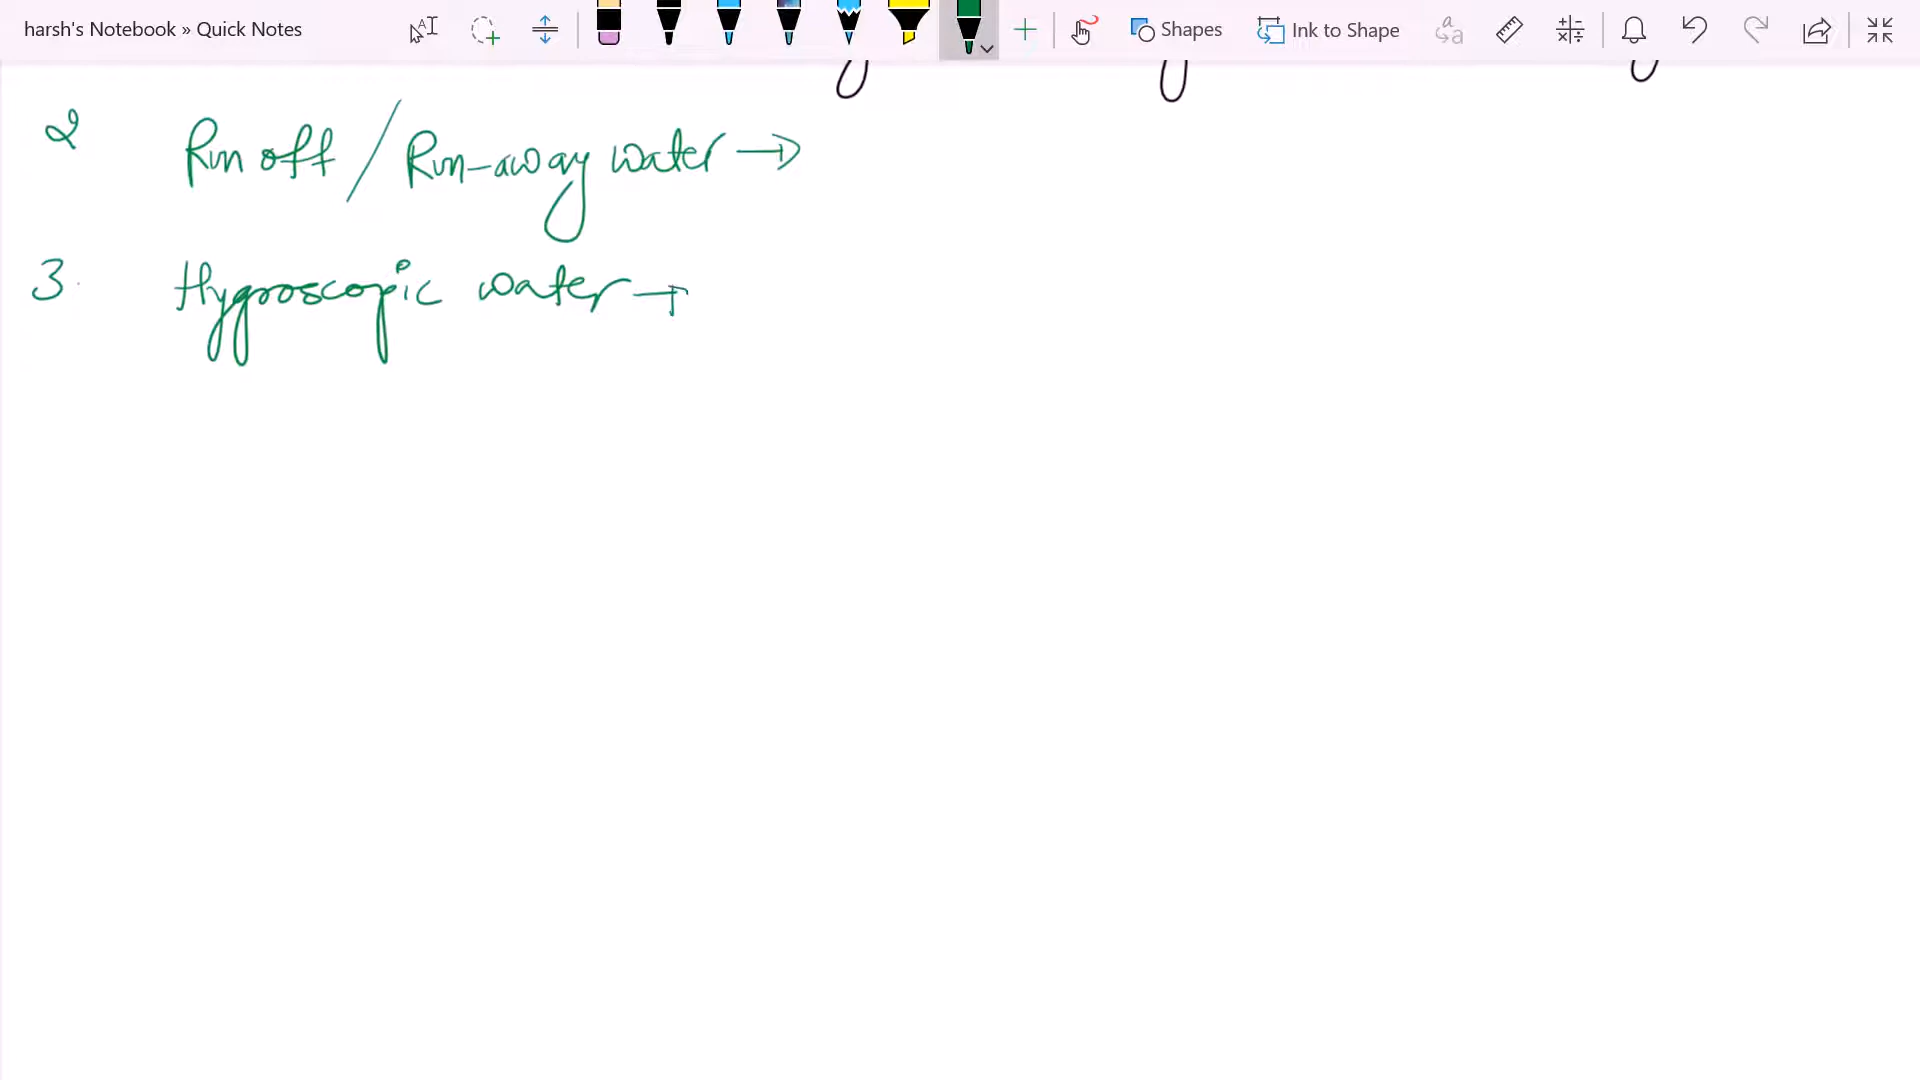 harsh's Notebook » Quick Notes Shapes Ink to Shape
2 Run off / Run-away water →
3. Hygroscopic water →